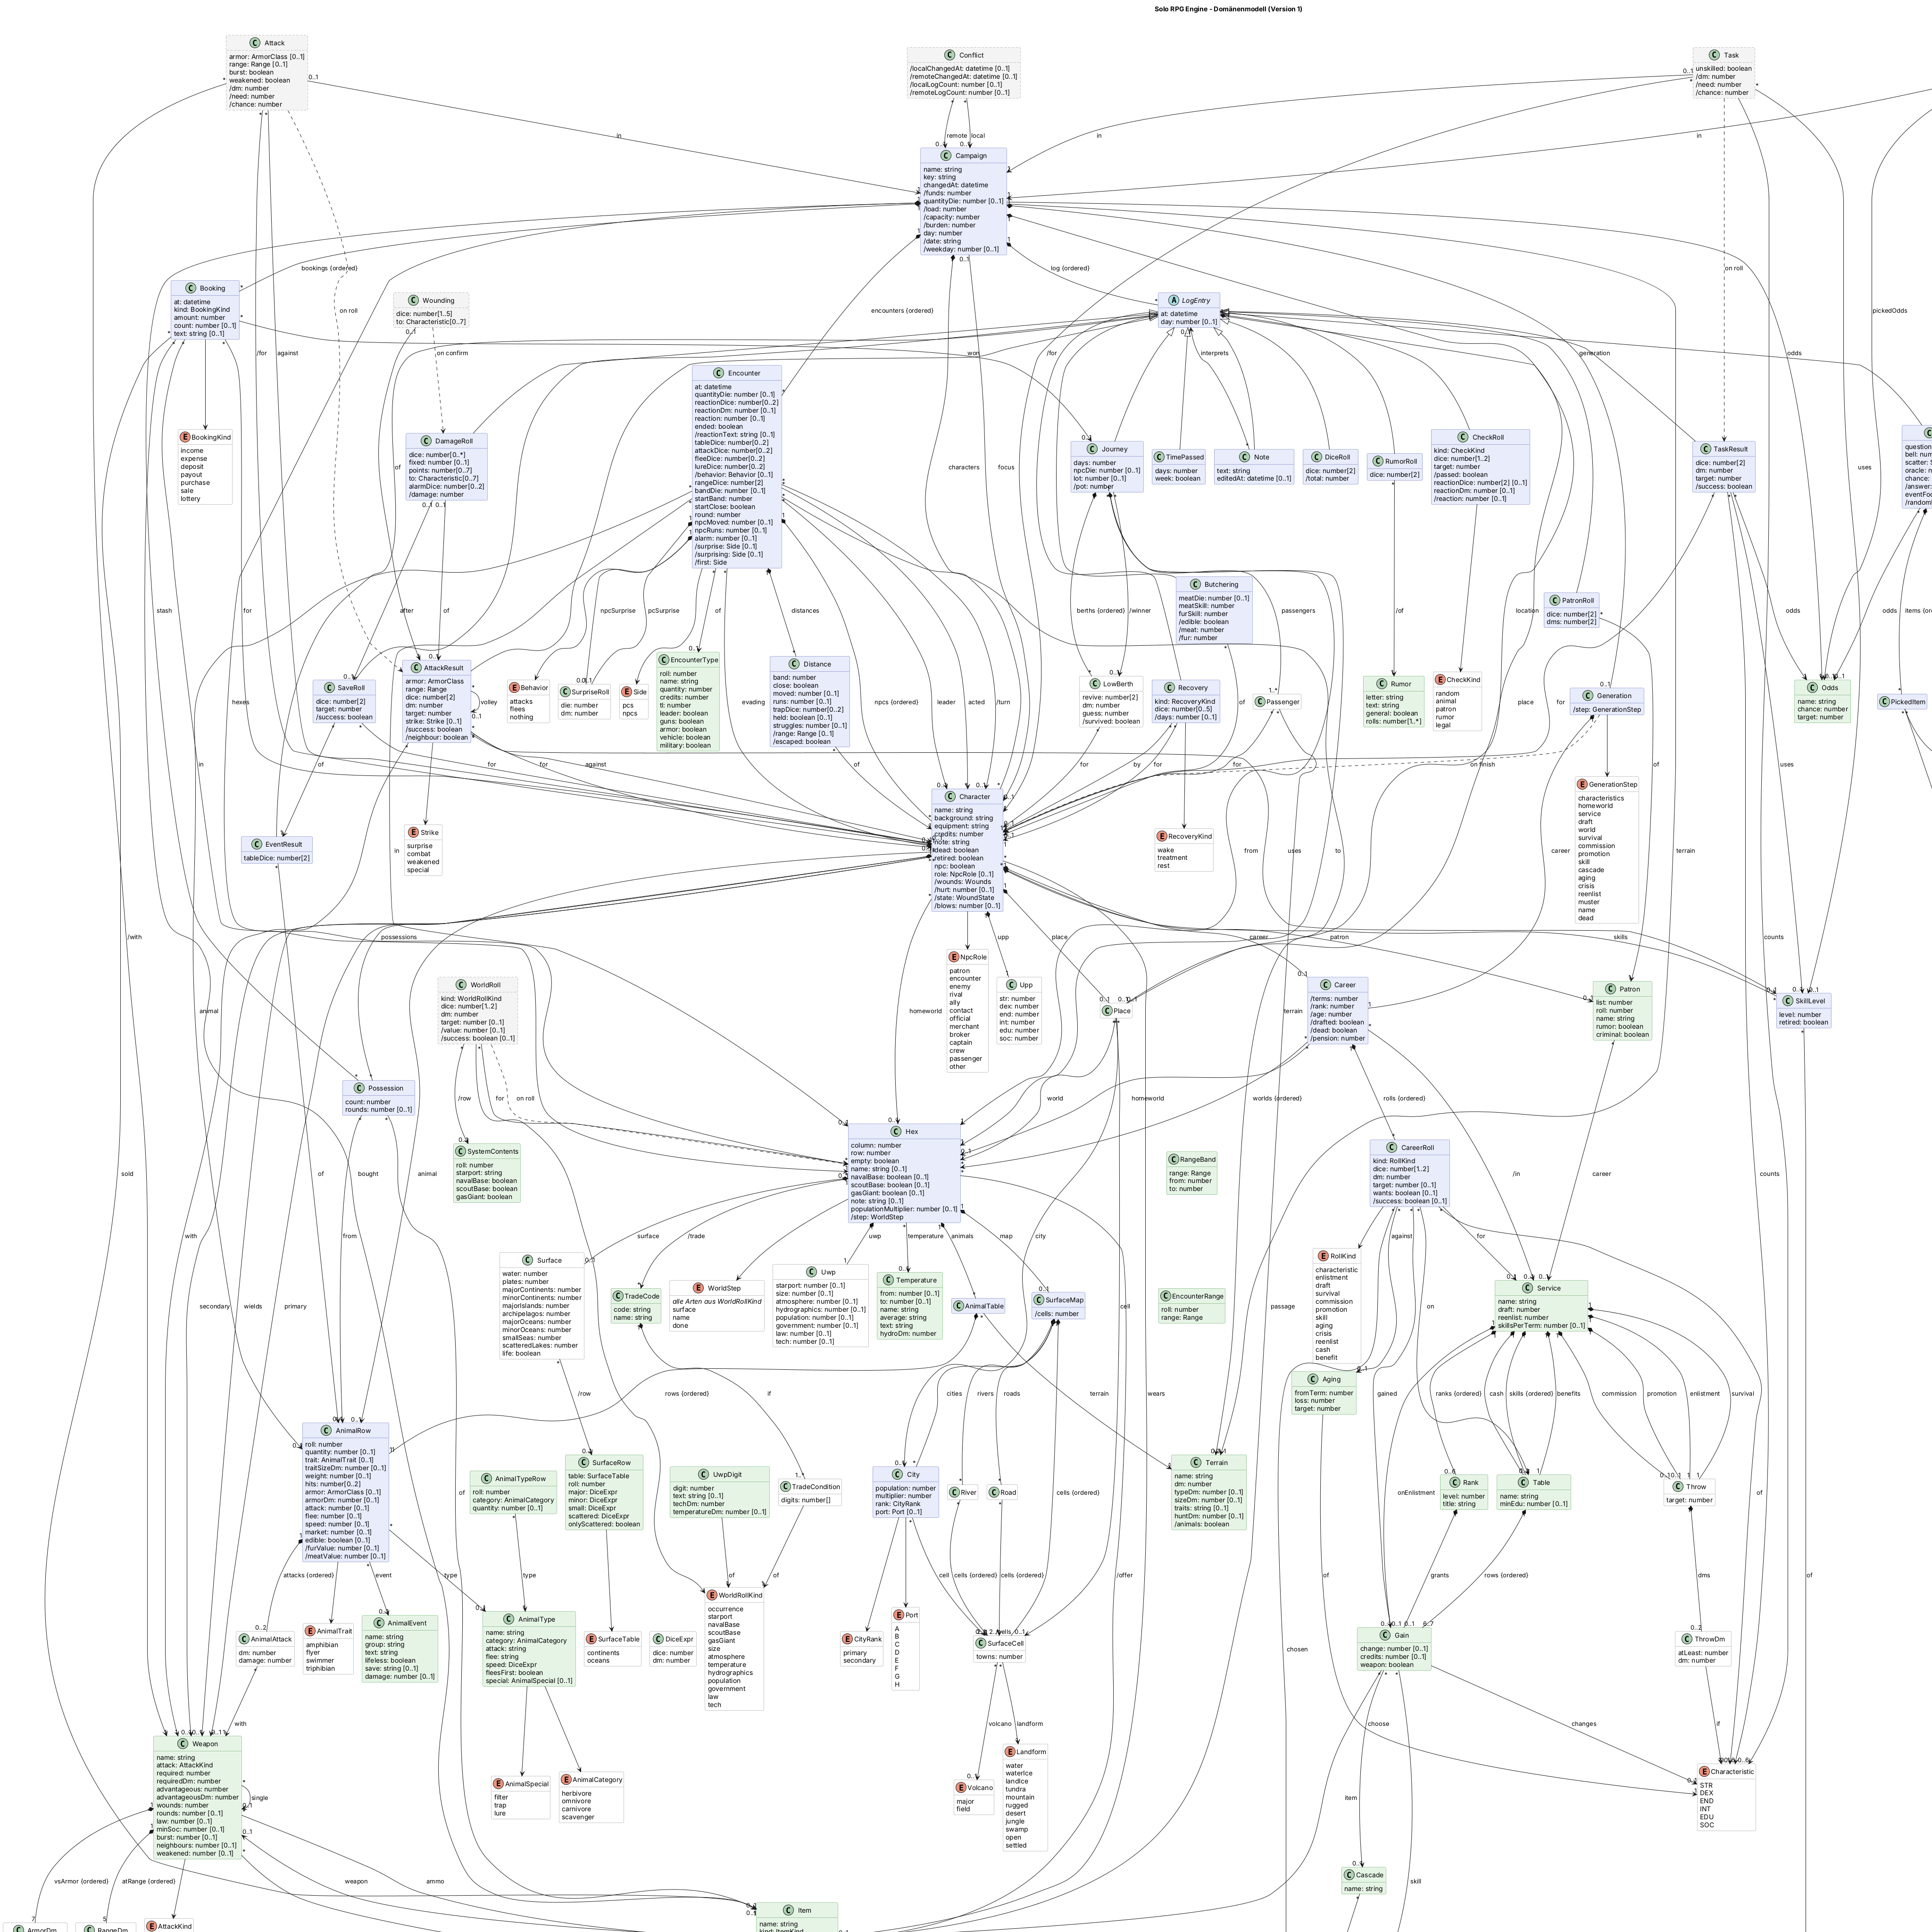 Solo RPG Engine - Domänenmodell (Version 1)
Attack
armor: ArmorClass [0..1]
range: Range [0..1]
burst: boolean
weakened: boolean
/dm: number
/need: number
/chance: number
Conflict
/localChangedAt: datetime [0..1]
/remoteChangedAt: datetime [0..1]
/localLogCount: number [0..1]
/remoteLogCount: number [0..1]
Task
unskilled: boolean
/dm: number
/need: number
/chance: number
in
remote
local
in
in
Campaign
name: string
key: string
changedAt: datetime
/funds: number
quantityDie: number [0..1]
/load: number
/capacity: number
/burden: number
day: number
/date: string
/weekday: number [0..1]
bookings {ordered}
log {ordered}
on roll
on roll
pickedOdds
Booking
at: datetime
kind: BookingKind
amount: number
count: number [0..1]
text: string [0..1]
Wounding
dice: number[1..5]
to: Characteristic[0..7]
LogEntry
at: datetime
day: number [0..1]
encounters {ordered}
/for
against
on confirm
won
/for
interprets
generation
odds
Encounter
at: datetime
quantityDie: number [0..1]
reactionDice: number[0..2]
reactionDm: number [0..1]
reaction: number [0..1]
ended: boolean
/reactionText: string [0..1]
tableDice: number[0..2]
attackDice: number[0..2]
fleeDice: number[0..2]
lureDice: number[0..2]
/behavior: Behavior [0..1]
rangeDice: number[2]
bandDie: number [0..1]
startBand: number
startClose: boolean
round: number
npcMoved: number [0..1]
npcRuns: number [0..1]
alarm: number [0..1]
/surprise: Side [0..1]
/surprising: Side [0..1]
/first: Side
BookingKind
income
expense
deposit
payout
purchase
sale
lottery
DamageRoll
dice: number[0..*]
fixed: number [0..1]
points: number[0..7]
to: Characteristic[0..7]
alarmDice: number[0..2]
/damage: number
of
characters
focus
Journey
days: number
npcDie: number [0..1]
lot: number [0..1]
/pot: number
TimePassed
days: number
week: boolean
Note
text: string
editedAt: datetime [0..1]
DiceRoll
dice: number[2]
/total: number
RumorRoll
dice: number[2]
CheckRoll
kind: CheckKind
dice: number[1..2]
target: number
/passed: boolean
reactionDice: number[2] [0..1]
reactionDm: number [0..1]
/reaction: number [0..1]
TaskResult
dice: number[2]
dm: number
target: number
/success: boolean
uses
stash
for
after
of
npcSurprise
pcSurprise
of
distances
evading
npcs {ordered}
leader
acted
/turn
berths {ordered}
/winner
passengers
Butchering
meatDie: number [0..1]
meatSkill: number
furSkill: number
/edible: boolean
/meat: number
/fur: number
/of
location
PatronRoll
dice: number[2]
dms: number[2]
odds
odds
hexes
SaveRoll
dice: number[2]
target: number
/success: boolean
AttackResult
armor: ArmorClass
range: Range
dice: number[2]
dm: number
target: number
strike: Strike [0..1]
/success: boolean
/neighbour: boolean
volley
Behavior
attacks
flees
nothing
SurpriseRoll
die: number
dm: number
Side
pcs
npcs
EncounterType
roll: number
name: string
quantity: number
credits: number
tl: number
leader: boolean
guns: boolean
armor: boolean
vehicle: boolean
military: boolean
Distance
band: number
close: boolean
moved: number [0..1]
runs: number [0..1]
trapDice: number[0..2]
held: boolean [0..1]
struggles: number [0..1]
/range: Range [0..1]
/escaped: boolean
LowBerth
revive: number[2]
dm: number
guess: number
/survived: boolean
Recovery
kind: RecoveryKind
dice: number[0..5]
/days: number [0..1]
Passenger
of
Rumor
letter: string
text: string
general: boolean
rolls: number[1..*]
CheckKind
random
animal
patron
rumor
legal
place
for
Generation
/step: GenerationStep
Odds
name: string
chance: number
target: number
PickedItem
in
of
for
for
against
of
for
by
for
for
on finish
of
uses
Strike
surprise
combat
weakened
special
EventResult
tableDice: number[2]
Character
name: string
background: string
equipment: string
credits: number
note: string
dead: boolean
retired: boolean
npc: boolean
role: NpcRole [0..1]
/wounds: Wounds
/hurt: number [0..1]
/state: WoundState
/blows: number [0..1]
RecoveryKind
wake
treatment
rest
GenerationStep
characteristics
homeworld
service
draft
world
survival
commission
promotion
skill
cascade
aging
crisis
reenlist
muster
name
dead
in
from
uses
to
career
terrain
/with
possessions
upp
place
career
patron
skills
counts
NpcRole
patron
encounter
enemy
rival
ally
contact
official
merchant
broker
captain
crew
passenger
other
Upp
str: number
dex: number
end: number
int: number
edu: number
soc: number
Place
WorldRoll
kind: WorldRollKind
dice: number[1..2]
dm: number
target: number [0..1]
/value: number [0..1]
/success: boolean [0..1]
animal
homeworld
Career
/terms: number
/rank: number
/age: number
/drafted: boolean
/dead: boolean
/pension: number
Patron
list: number
roll: number
name: string
rumor: boolean
criminal: boolean
SkillLevel
level: number
retired: boolean
terrain
Possession
count: number
rounds: number [0..1]
/row
for
on roll
world
worlds {ordered}
homeworld
rolls {ordered}
SystemContents
roll: number
starport: string
navalBase: boolean
scoutBase: boolean
gasGiant: boolean
Hex
column: number
row: number
empty: boolean
name: string [0..1]
navalBase: boolean [0..1]
scoutBase: boolean [0..1]
gasGiant: boolean [0..1]
note: string [0..1]
populationMultiplier: number [0..1]
/step: WorldStep
RangeBand
range: Range
from: number
to: number
CareerRoll
kind: RollKind
dice: number[1..2]
dm: number
target: number [0..1]
wants: boolean [0..1]
/success: boolean [0..1]
/in
career
counts
sold
of
bought
animal
with
from
surface
/trade
uwp
temperature
animals
map
city
against
for
Surface
water: number
plates: number
majorContinents: number
minorContinents: number
majorIslands: number
archipelagos: number
majorOceans: number
minorOceans: number
smallSeas: number
scatteredLakes: number
life: boolean
TradeCode
code: string
name: string
WorldStep
alle Arten aus WorldRollKind
surface
name
done
Uwp
starport: number [0..1]
size: number [0..1]
atmosphere: number [0..1]
hydrographics: number [0..1]
population: number [0..1]
government: number [0..1]
law: number [0..1]
tech: number [0..1]
Temperature
from: number [0..1]
to: number [0..1]
name: string
average: string
text: string
hydroDm: number
AnimalTable
SurfaceMap
/cells: number
EncounterRange
roll: number
range: Range
RollKind
characteristic
enlistment
draft
survival
commission
promotion
skill
aging
crisis
reenlist
cash
benefit
Service
name: string
draft: number
reenlist: number
skillsPerTerm: number [0..1]
on
cell
passage
secondary
wields
primary
Aging
fromTerm: number
loss: number
target: number
/row
rows {ordered}
if
cities
rivers
roads
terrain
wears
gained
ranks {ordered}
cash
skills {ordered}
benefits
commission
promotion
enlistment
survival
AnimalRow
roll: number
quantity: number [0..1]
trait: AnimalTrait [0..1]
traitSizeDm: number [0..1]
weight: number [0..1]
hits: number[0..2]
armor: ArmorClass [0..1]
armorDm: number [0..1]
attack: number [0..1]
flee: number [0..1]
speed: number [0..1]
market: number [0..1]
edible: boolean [0..1]
/furValue: number [0..1]
/meatValue: number [0..1]
AnimalTypeRow
roll: number
category: AnimalCategory
quantity: number [0..1]
SurfaceRow
table: SurfaceTable
roll: number
major: DiceExpr
minor: DiceExpr
small: DiceExpr
scattered: DiceExpr
onlyScattered: boolean
UwpDigit
digit: number
text: string [0..1]
techDm: number
temperatureDm: number [0..1]
TradeCondition
digits: number[]
City
population: number
multiplier: number
rank: CityRank
port: Port [0..1]
River
Road
cells {ordered}
Terrain
name: string
dm: number
typeDm: number [0..1]
sizeDm: number [0..1]
traits: string [0..1]
huntDm: number [0..1]
/animals: boolean
onEnlistment
Rank
level: number
title: string
Table
name: string
minEdu: number [0..1]
Throw
target: number
of
of
attacks {ordered}
event
type
type
of
of
cell
cells {ordered}
cells {ordered}
/offer
of
grants
rows {ordered}
dms
AnimalAttack
dm: number
damage: number
AnimalTrait
amphibian
flyer
swimmer
triphibian
AnimalEvent
name: string
group: string
text: string
lifeless: boolean
save: string [0..1]
damage: number [0..1]
AnimalType
name: string
category: AnimalCategory
attack: string
flee: string
speed: DiceExpr
fleesFirst: boolean
special: AnimalSpecial [0..1]
SurfaceTable
continents
oceans
DiceExpr
dice: number
dm: number
WorldRollKind
occurrence
starport
navalBase
scoutBase
gasGiant
size
atmosphere
temperature
hydrographics
population
government
law
tech
CityRank
primary
secondary
Port
A
B
C
D
E
F
G
H
SurfaceCell
towns: number
chosen
Gain
change: number [0..1]
credits: number [0..1]
weapon: boolean
ThrowDm
atLeast: number
dm: number
with
volcano
landform
choose
changes
if
Weapon
name: string
attack: AttackKind
required: number
requiredDm: number
advantageous: number
advantageousDm: number
wounds: number
rounds: number [0..1]
law: number [0..1]
minSoc: number [0..1]
burst: number [0..1]
neighbours: number [0..1]
weakened: number [0..1]
single
AnimalSpecial
filter
trap
lure
AnimalCategory
herbivore
omnivore
carnivore
scavenger
Volcano
major
field
Landform
water
waterIce
landIce
tundra
mountain
rugged
desert
jungle
swamp
open
settled
Characteristic
STR
DEX
END
INT
EDU
SOC
item
vsArmor {ordered}
atRange {ordered}
weapon
ammo
Cascade
name: string
skill
ArmorDm
RangeDm
AttackKind
Item
name: string